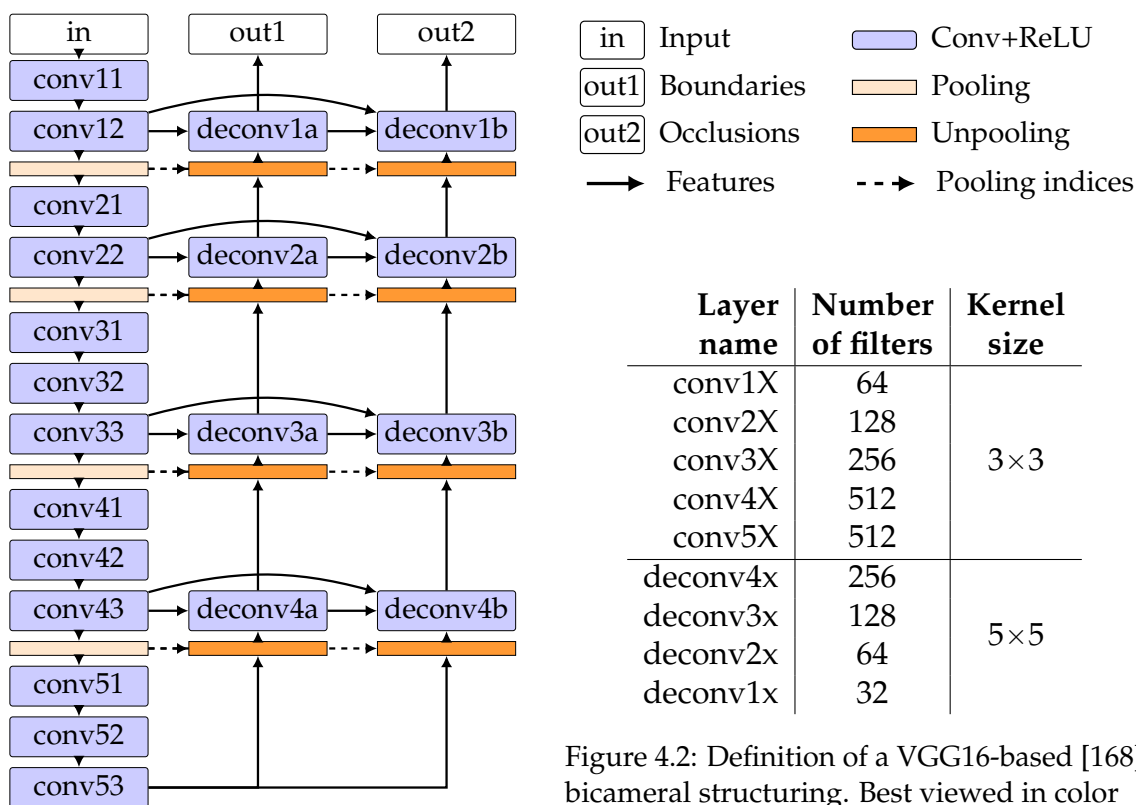 in out1 out2
conv11
conv12 deconv1a deconv1b
conv21
conv22 deconv2a deconv2b
conv31
conv32
conv33 deconv3a deconv3b
conv41
conv42
conv43 deconv4a deconv4b
conv51
conv52
conv53
in Input Conv+ReLU
out1 Boundaries Pooling
out2 Occlusions Unpooling
Features Pooling indices
Layer Number Kernel
name of filters size
conv1X 64
conv2X 128
conv3X 256 3×3
conv4X 512
conv5X 512
deconv4x 256
deconv3x 128
5×5
deconv2x 64
deconv1x 32
Figure 4.2: Definition of a VGG16-based [168]
bicameral structuring. Best viewed in color